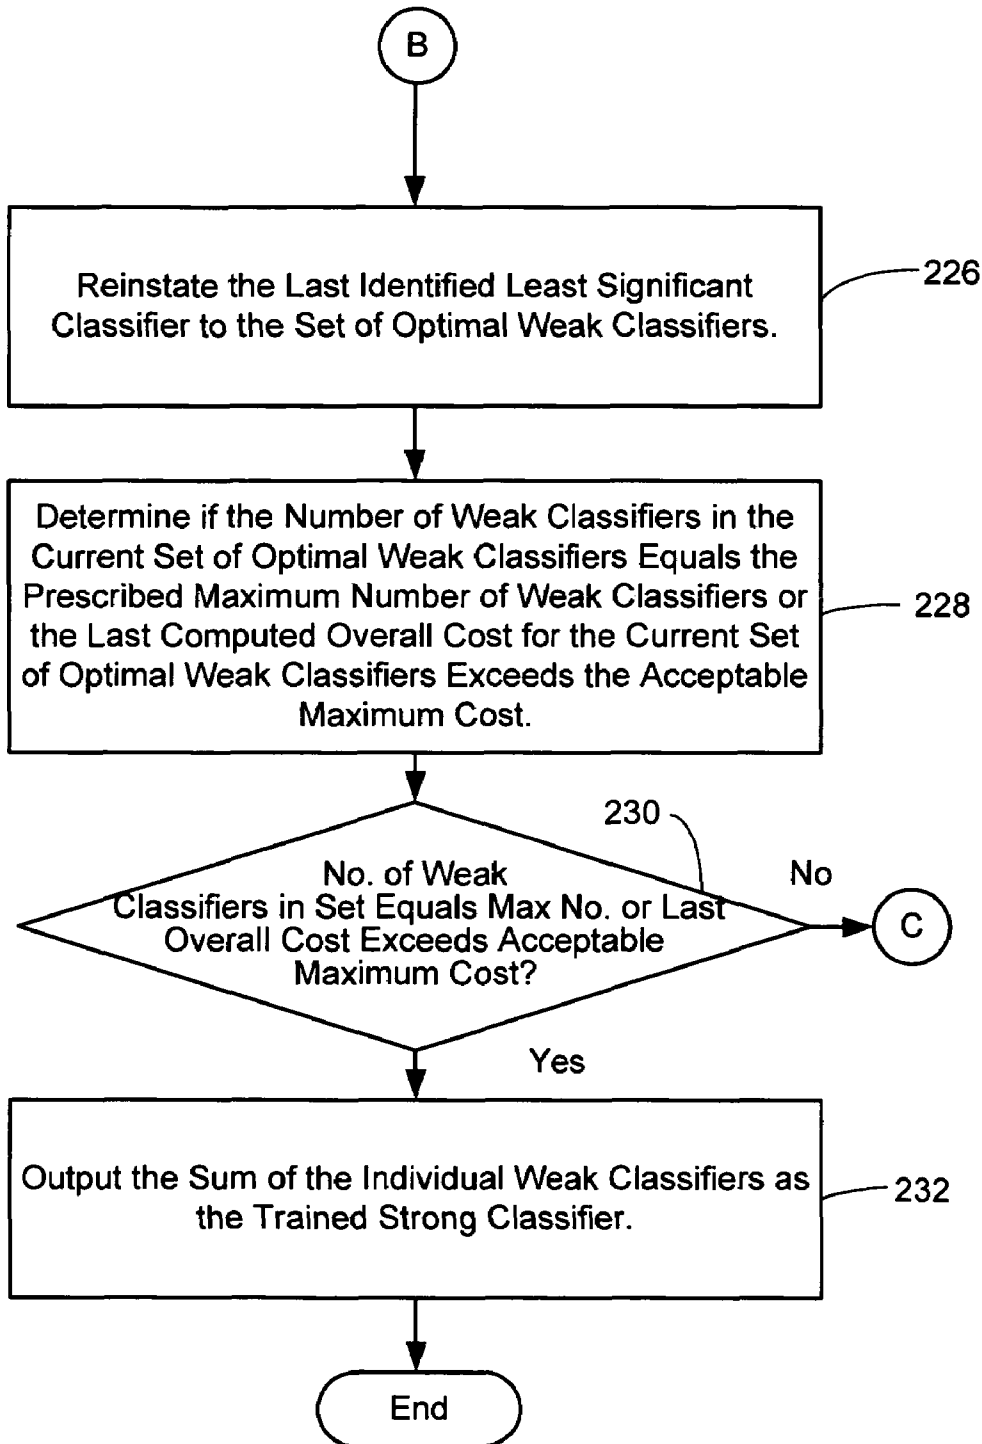 B
Reinstate the Last Identified Least Significant
Classifier to the Set of Optimal Weak Classifiers.
226
Determine if the Number of Weak Classifiers in the
Current Set of Optimal Weak Classifiers Equals the
Prescribed Maximum Number of Weak Classifiers or
the Last Computed Overall Cost for the Current Set
of Optimal Weak Classifiers Exceeds the Acceptable
Maximum Cost.
228
230
No. of Weak
Classifiers in Set Equals Max No. or Last
Overall Cost Exceeds Acceptable
Maximum Cost?
No
C
Yes
Output the Sum of the Individual Weak Classifiers as
the Trained Strong Classifier.
232
End